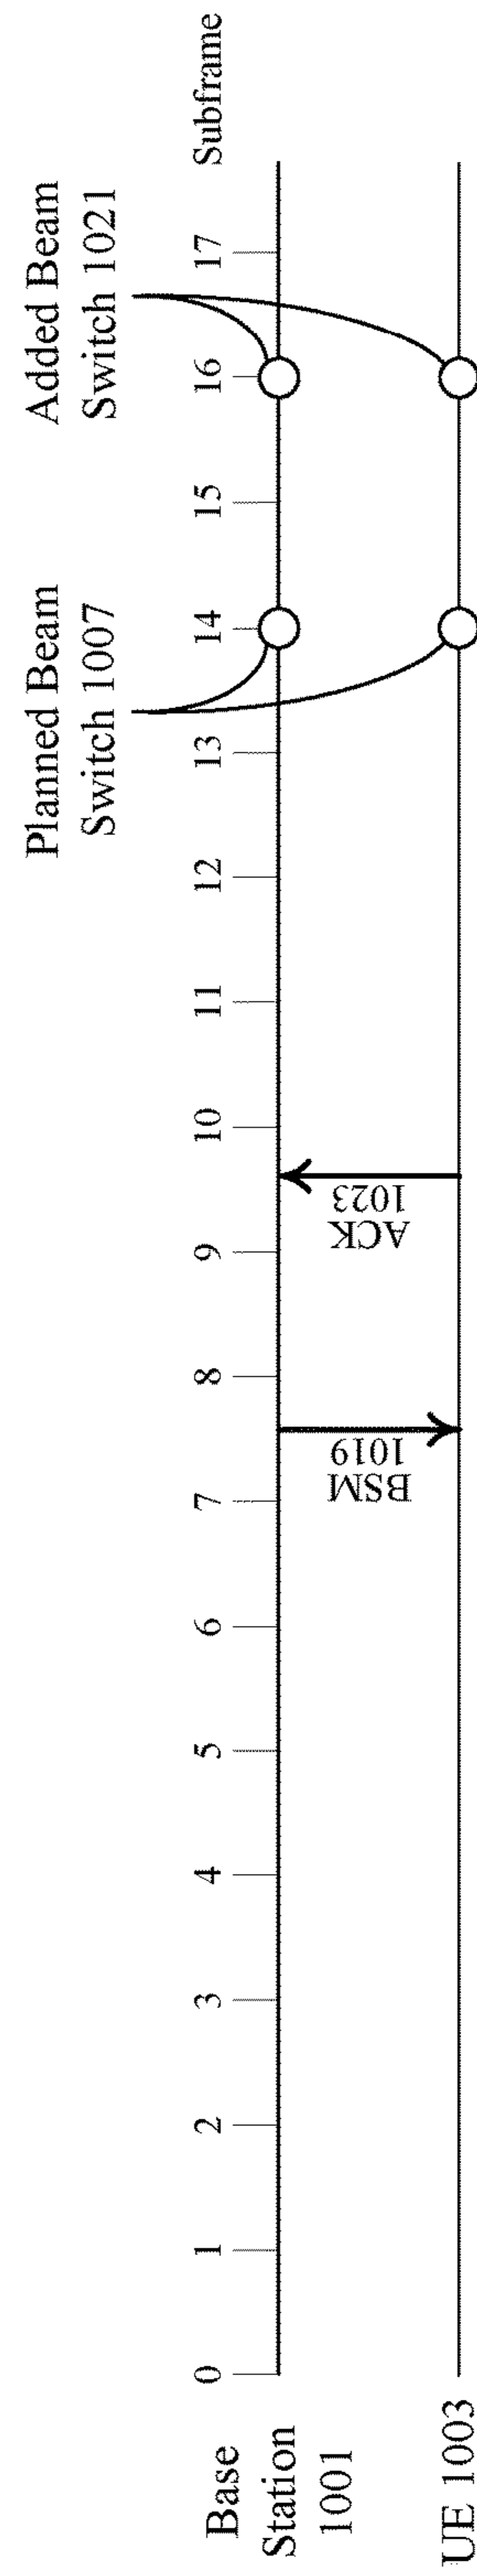 Planned Beam
Switch 1007
Added Beam
Switch 1021
Base
Station
1001
0 1 2 3 4 5 6 7 8 9 10 11 12 13 14 15 16 17 Subframe
BSM
1019
ACK
1023
UE 1003